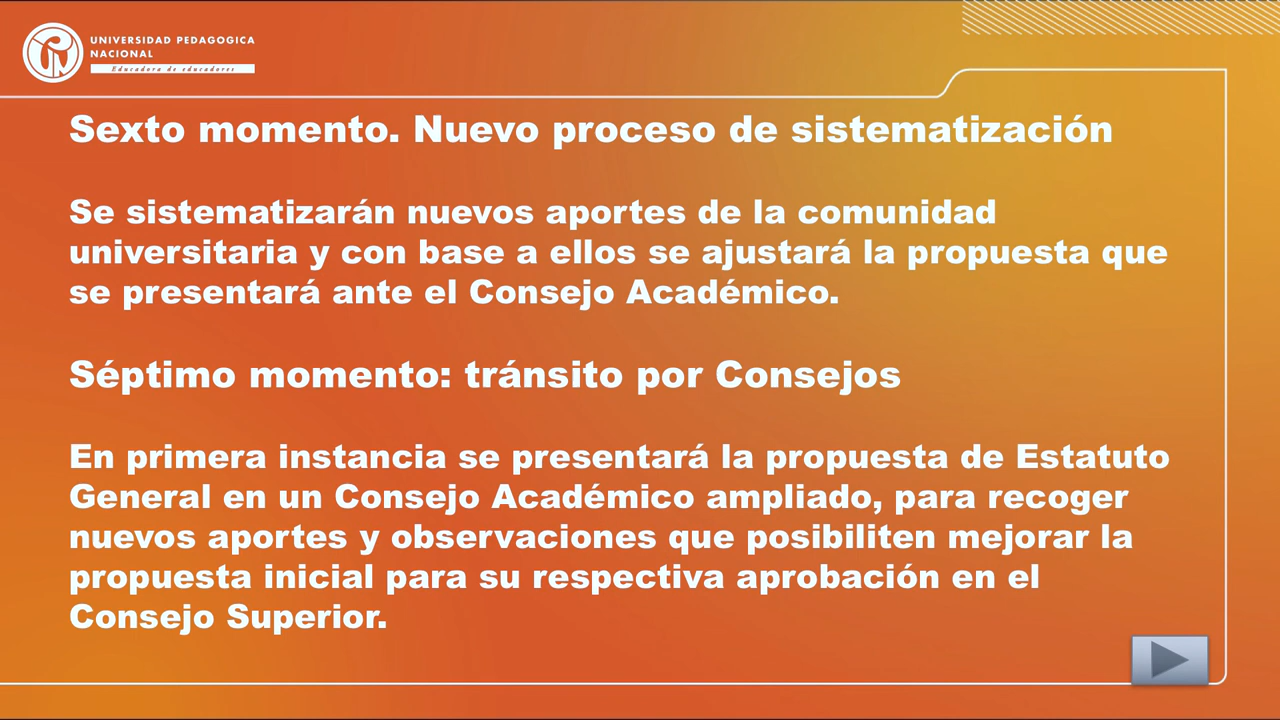 UNIVERSIDAD PEDAGOGICA
NACIONAL
Educadora de educadores
Sexto momento. Nuevo proceso de sistematización
Se sistematizarán nuevos aportes de la comunidad
universitaria y con base a ellos se ajustará la propuesta que
se presentará ante el Consejo Académico.
Séptimo momento: tránsito por Consejos
En primera instancia se presentará la propuesta de Estatuto
General en un Consejo Académico ampliado, para recoger
nuevos aportes y observaciones que posibiliten mejorar la
propuesta inicial para su respectiva aprobación en el
Consejo Superior.